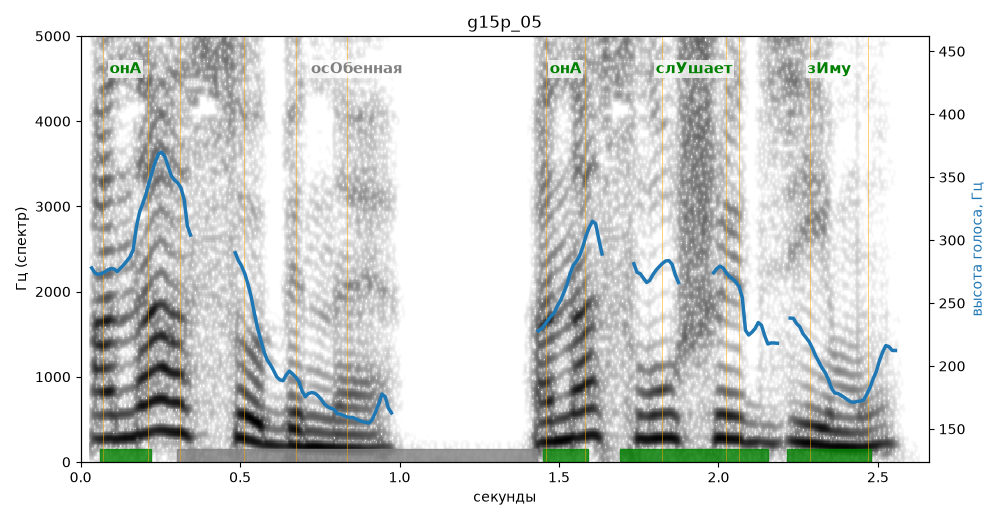 g15p_05
онА
осОбенная
онА
слУшает
зИму
Гц (спектр)
высота голоса, Гц
5000
4000
3000
2000
1000
0
450
400
350
300
250
200
150
0.0 0.5 1.0 1.5 2.0 2.5
секунды